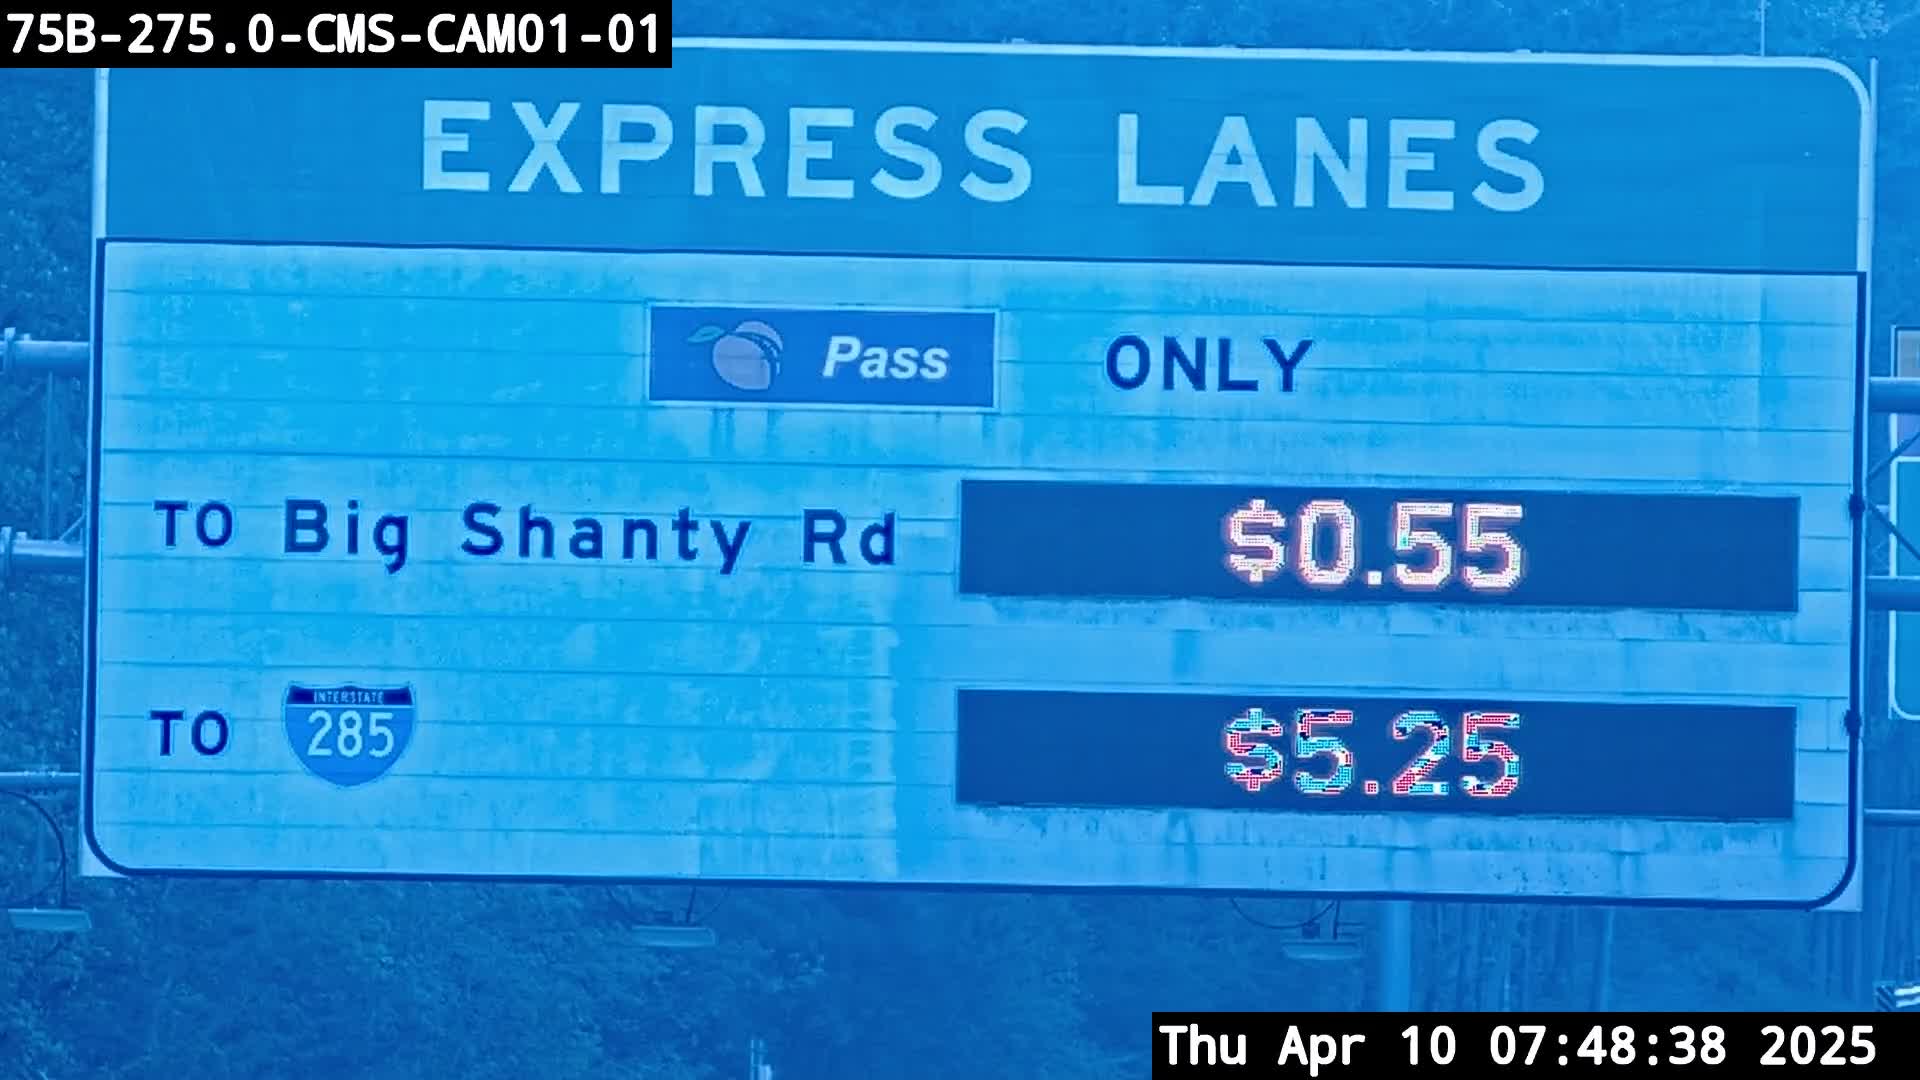 75B-275.0-CMS-CAM01-01
EXPRESS LANES
Pass ONLY
TO Big Shanty Rd $0.55
TO INTERSTATE 285 $5.25
Thu Apr 10 07:48:38 2025